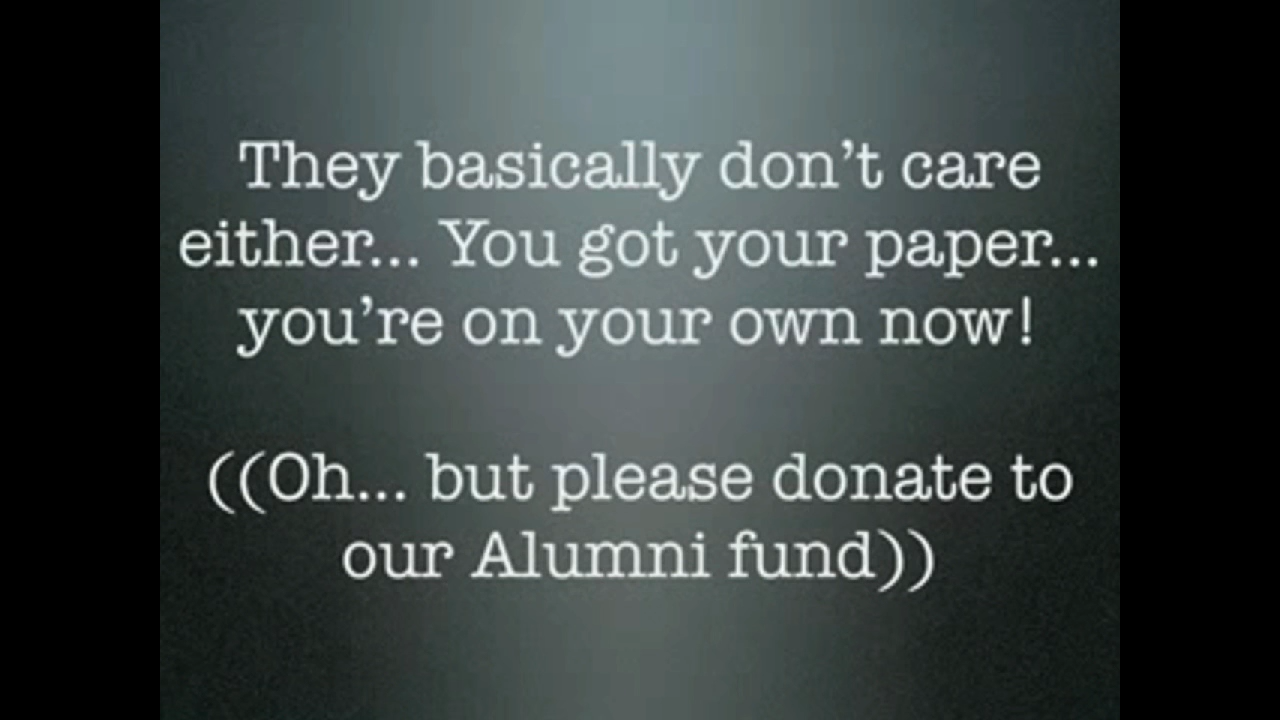 They basically don't care
either... You got your paper...
you're on your own now!
((Oh... but please donate to
our Alumni fund))